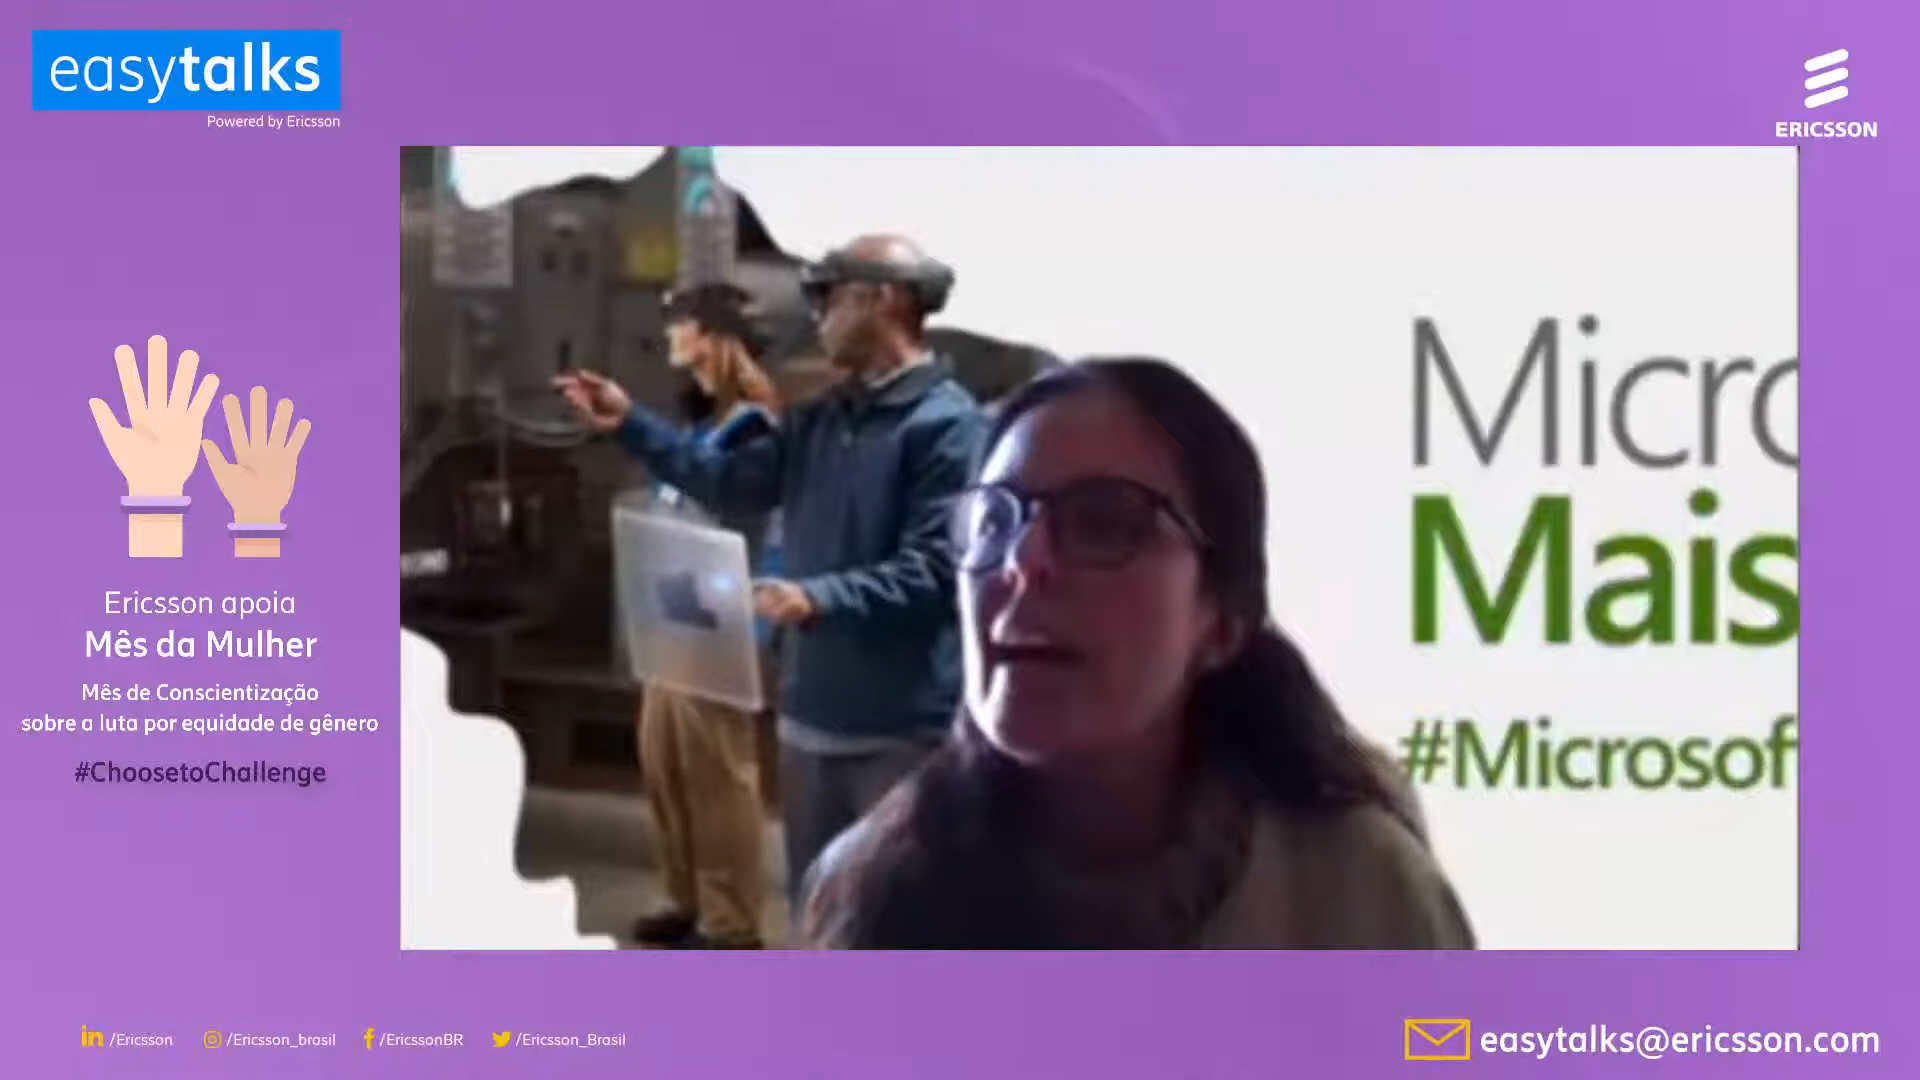 easytalks
Powered by Ericsson
ERICSSON
Micro
Mais
#Microsof
Ericsson apoia
Mês da Mulher
Mês de Conscientização
sobre a luta por equidade de gênero
#ChoosetoChallenge
/Ericsson
/Ericsson_brasil
/EricssonBR
/Ericsson_Brasil
easytalks@ericsson.com